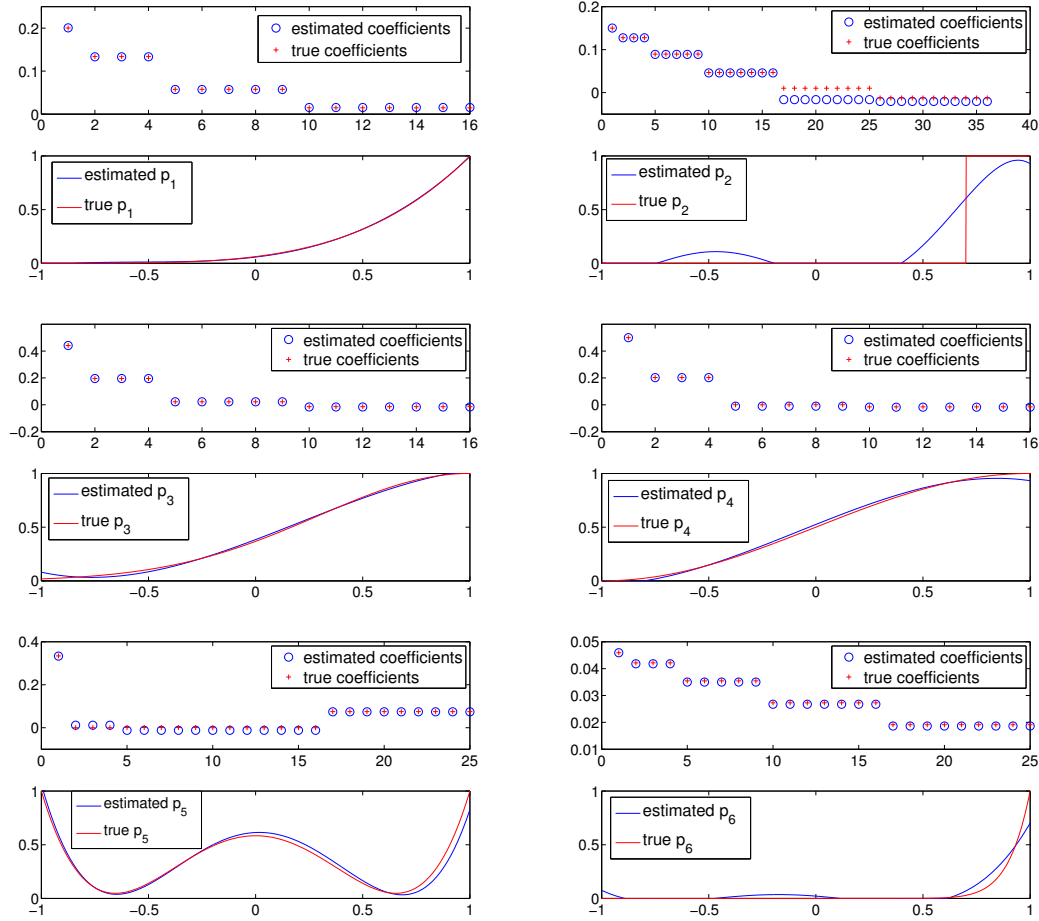 0.2
0.1
0
0 2 4 6 8 10 12 14 16
estimated coefficients
true coefficients
0.2
0.1
0
0 5 10 15 20 25 30 35 40
estimated coefficients
true coefficients
1
0.5
0
−1 −0.5 0 0.5 1
estimated p1
true p1
1
0.5
0
−1 −0.5 0 0.5 1
estimated p2
true p2
0.4
0.2
0
−0.2
0 2 4 6 8 10 12 14 16
estimated coefficients
true coefficients
0.4
0.2
0
−0.2
0 2 4 6 8 10 12 14 16
estimated coefficients
true coefficients
1
0.5
0
−1 −0.5 0 0.5 1
estimated p3
true p3
1
0.5
0
−1 −0.5 0 0.5 1
estimated p4
true p4
0.4
0.2
0
0 5 10 15 20 25
estimated coefficients
true coefficients
0.05
0.04
0.03
0.02
0.01
0 5 10 15 20 25
estimated coefficients
true coefficients
1
0.5
0
−1 −0.5 0 0.5 1
estimated p5
true p5
1
0.5
0
−1 −0.5 0 0.5 1
estimated p6
true p6